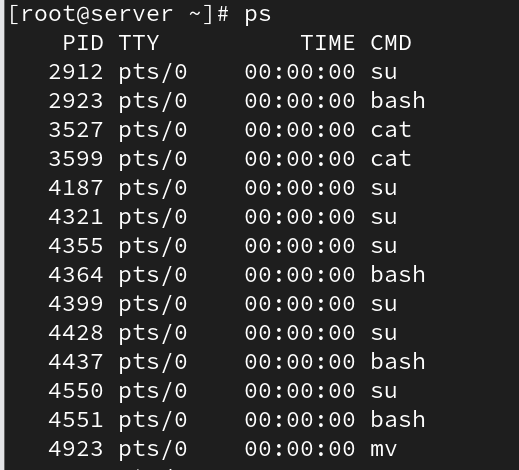 [root@server ~]# ps
    PID TTY          TIME CMD
   2912 pts/0    00:00:00 su
   2923 pts/0    00:00:00 bash
   3527 pts/0    00:00:00 cat
   3599 pts/0    00:00:00 cat
   4187 pts/0    00:00:00 su
   4321 pts/0    00:00:00 su
   4355 pts/0    00:00:00 su
   4364 pts/0    00:00:00 bash
   4399 pts/0    00:00:00 su
   4428 pts/0    00:00:00 su
   4437 pts/0    00:00:00 bash
   4550 pts/0    00:00:00 su
   4551 pts/0    00:00:00 bash
   4923 pts/0    00:00:00 mv